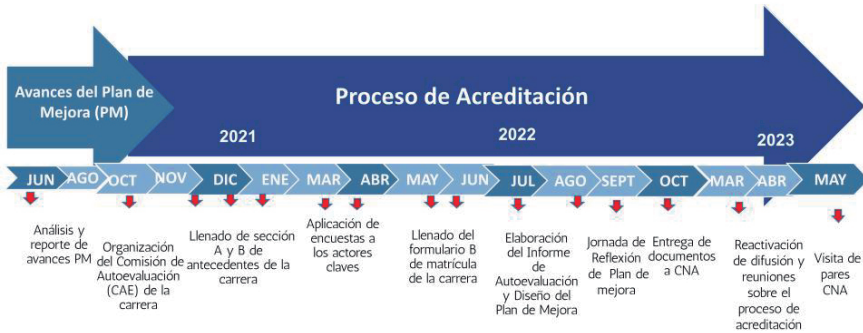 Avances del Plan de
Mejora (PM)
Proceso de Acreditación
2021
2022
2023
JUN
AGO
OCT
NOV
DIC
ENE
MAR
ABR
MAY
JUN
JUL
AGO
SEPT
OCT
MAR
ABR
MAY
Análisis y
reporte de
avances PM
Organización
del Comisión de
Autoevaluación
(CAE) de la
carrera
Llenado de sección
A y B de
antecedentes de la
carrera
Aplicación de
encuestas a los
actores claves
Llenado del
formulario B
de matrícula
de la carrera
Elaboración del
Informe de
Autoevaluación
y Diseño del
Plan de Mejora
Jornada de
Reflexión
de Plan de
mejora
Entrega de
documentos
a CNA
Reactivación
de difusión y
reuniones
sobre el
proceso de
acreditación
Visita de
pares
CNA